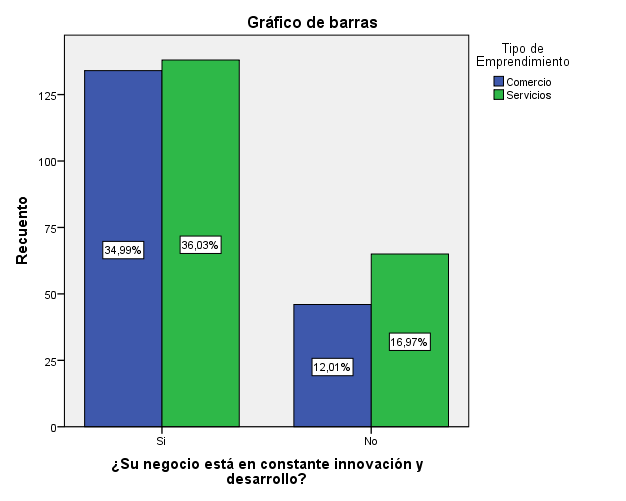 Gráfico de barras
Tipo de
Emprendimiento
Comercio
Servicios
Recuento
125
100
75
50
25
0
34,99%
36,03%
12,01%
16,97%
Si
No
¿Su negocio está en constante innovación y
desarrollo?